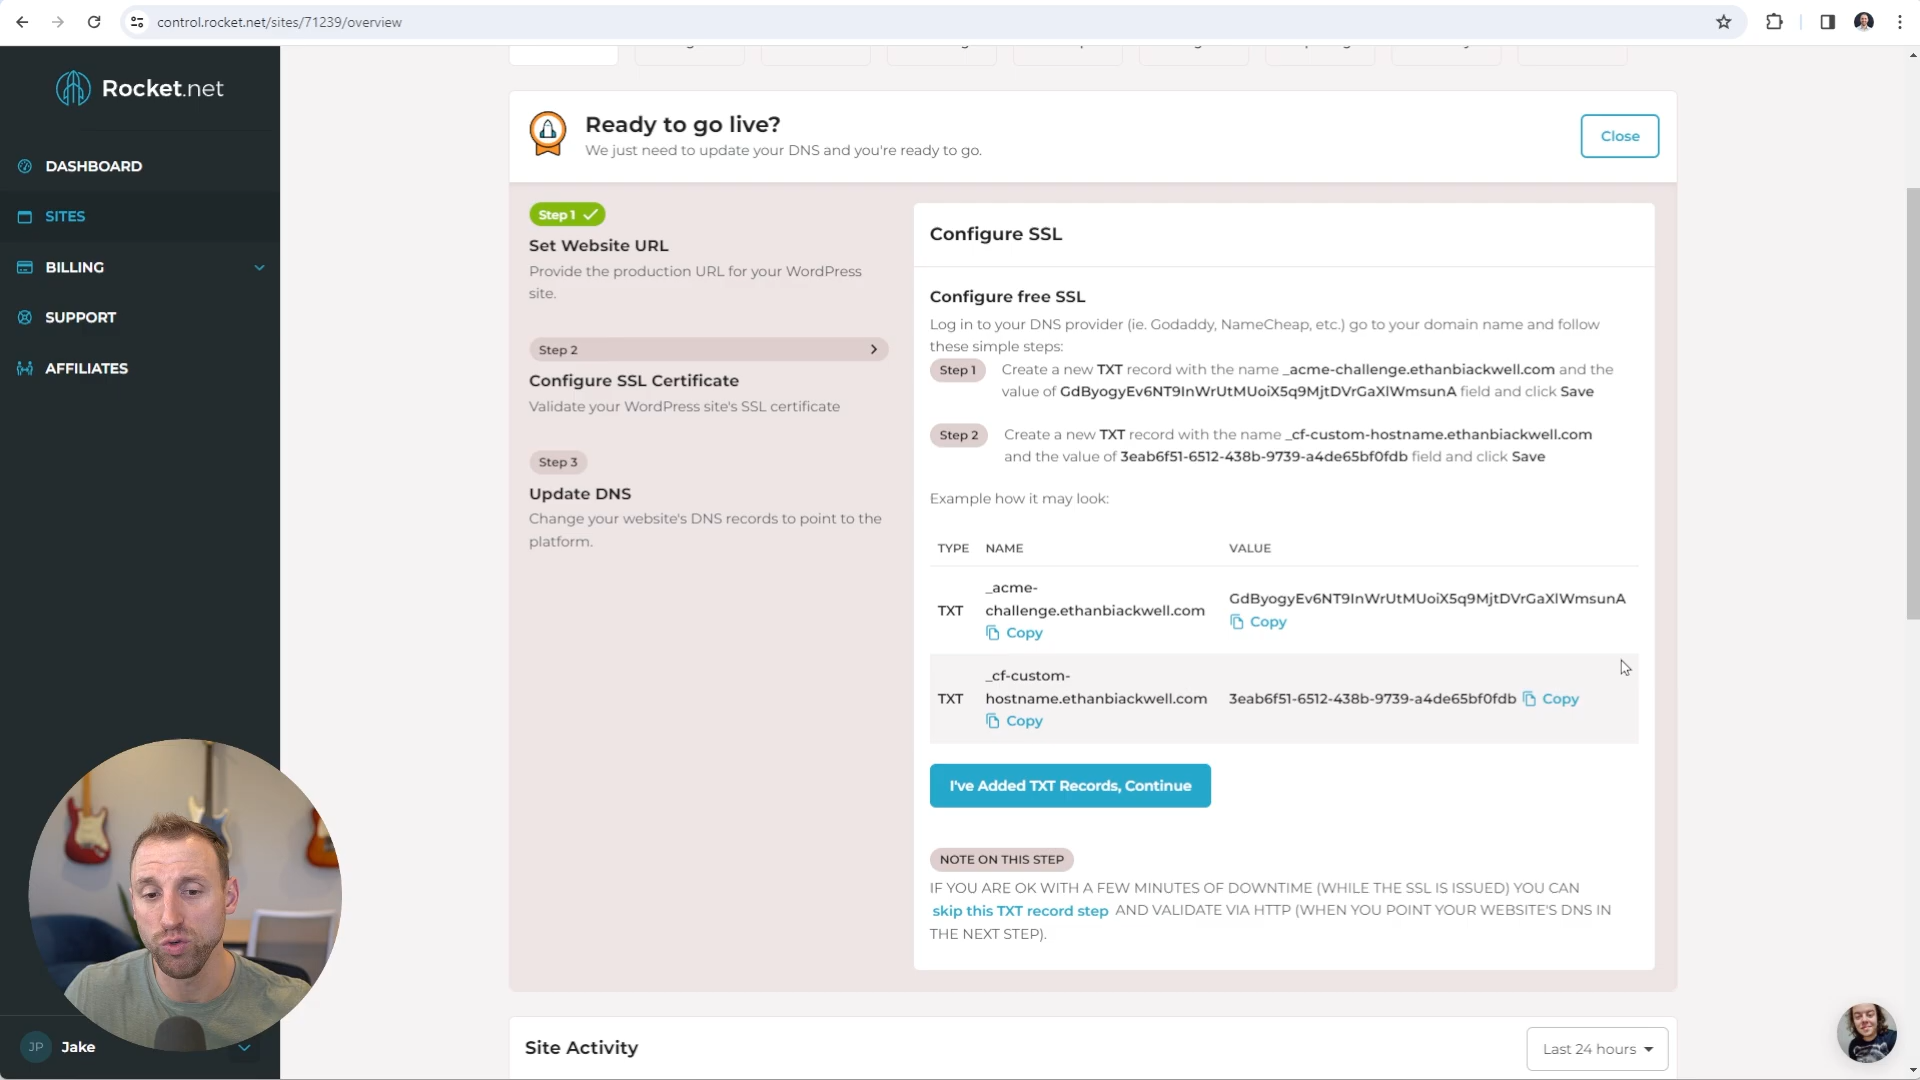 control.rocket.net/sites/71239/overview
Rocket.net
DASHBOARD
SITES
BILLING
SUPPORT
AFFILIATES
JP
Jake
Ready to go live?
We just need to update your DNS and you're ready to go.
Close
Step 1
Set Website URL
Provide the production URL for your WordPress
site.
Step 2
Configure SSL Certificate
Validate your WordPress site's SSL certificate
Step 3
Update DNS
Change your website's DNS records to point to the
platform.
Configure SSL
Configure free SSL
Log in to your DNS provider (ie. Godaddy, NameCheap, etc.) go to your domain name and follow
these simple steps:
Step 1
Create a new TXT record with the name _acme-challenge.ethanbiackwell.com and the
value of GdByogyEv6NT9InWrUtMUoiX5q9MjtDVrGaXlWmsunA field and click Save
Step 2
Create a new TXT record with the name _cf-custom-hostname.ethanbiackwell.com
and the value of 3eab6f51-6512-438b-9739-a4de65bf0fdb field and click Save
Example how it may look:
TYPE NAME VALUE
_acme-
TXT challenge.ethanbiackwell.com GdByogyEv6NT9InWrUtMUoiX5q9MjtDVrGaXlWmsunA
Copy Copy
_cf-custom-
TXT hostname.ethanbiackwell.com 3eab6f51-6512-438b-9739-a4de65bf0fdb Copy
Copy
I've Added TXT Records, Continue
NOTE ON THIS STEP
IF YOU ARE OK WITH A FEW MINUTES OF DOWNTIME (WHILE THE SSL IS ISSUED) YOU CAN
skip this TXT record step AND VALIDATE VIA HTTP (WHEN YOU POINT YOUR WEBSITE'S DNS IN
THE NEXT STEP).
Site Activity
Last 24 hours